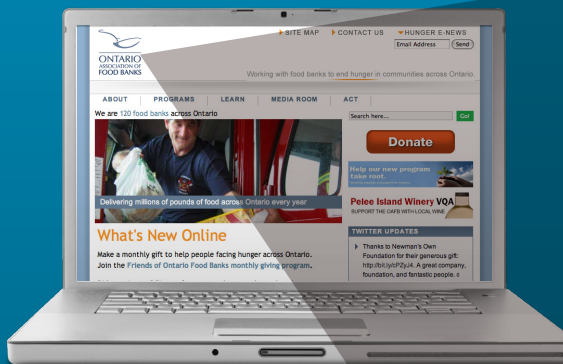 SITE MAP CONTACT US HUNGER E-NEWS
Email Address Send
ONTARIO
ASSOCIATION OF
FOOD BANKS
Working with food banks to end hunger in communities across Ontario
ABOUT PROGRAMS LEARN MEDIA ROOM ACT
We are 120 food banks across Ontario
Search here... Go!
Donate
Help our new program
take root.
Delivering millions of pounds of food across Ontario every year
Pelee Island Winery VQA
SUPPORT THE OAFB WITH LOCAL WINE
TWITTER UPDATES
What's New Online
Make a monthly gift to help people facing hunger across Ontario.
Join the Friends of Ontario Food Banks monthly giving program.
Thanks to Newman's Own
Foundation for their generous gift:
http://bit.ly/cPZyJ4. A great company,
foundation, and fantastic people.